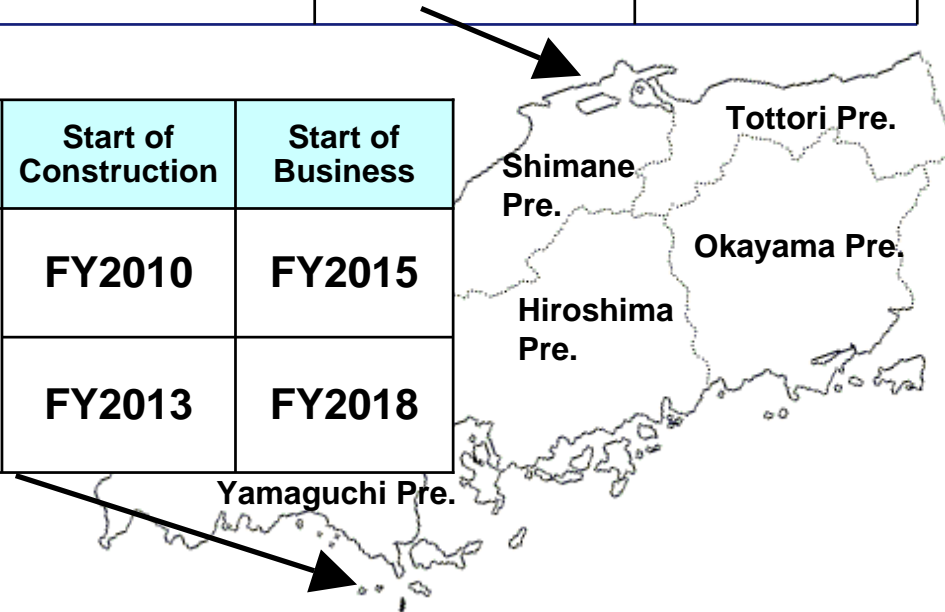 Start of
Construction
Start of
Business
FY2010
FY2015
FY2013
FY2018
Tottori Pre.
Shimane
Pre.
Okayama Pre.
Hiroshima
Pre.
Yamaguchi Pre.